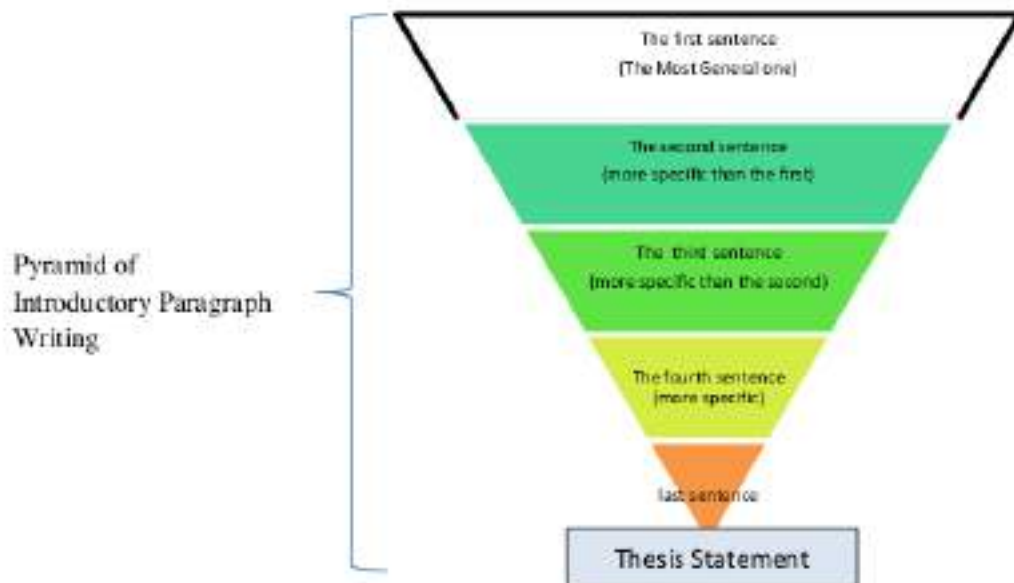 The first sentence
(The Most General one)
The second sentence
(more specific than the first)
The third sentence
(more specific than the second)
Pyramid of
Introductory Paragraph
Writing
The fourth sentence
(more specific)
last sentence
Thesis Statement